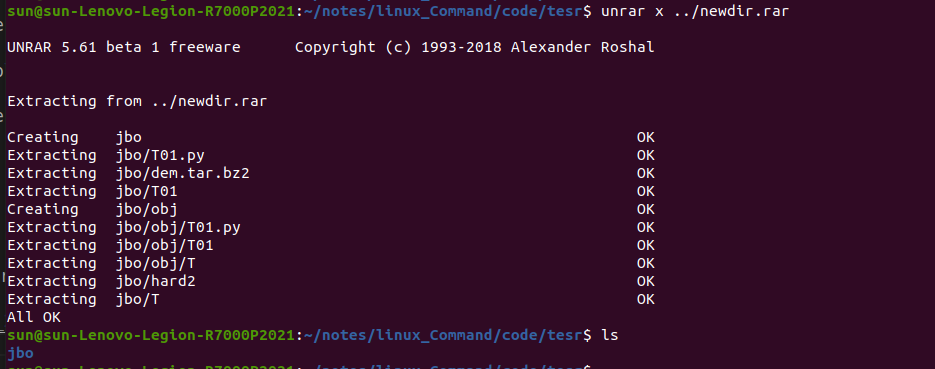 sun@sun-Lenovo-Legion-R7000P2021:~/notes/linux_Command/code/tesr$ unrar x ../newdir.rar
UNRAR 5.61 beta 1 freeware      Copyright (c) 1993-2018 Alexander Roshal
Extracting from ../newdir.rar
Creating    jbo                                                       OK
Extracting  jbo/T01.py                                                OK
Extracting  jbo/dem.tar.bz2                                           OK
Extracting  jbo/T01                                                   OK
Creating    jbo/obj                                                   OK
Extracting  jbo/obj/T01.py                                            OK
Extracting  jbo/obj/T01                                               OK
Extracting  jbo/obj/T                                                 OK
Extracting  jbo/hard2                                                 OK
Extracting  jbo/T                                                     OK
All OK
sun@sun-Lenovo-Legion-R7000P2021:~/notes/linux_Command/code/tesr$ ls
jbo